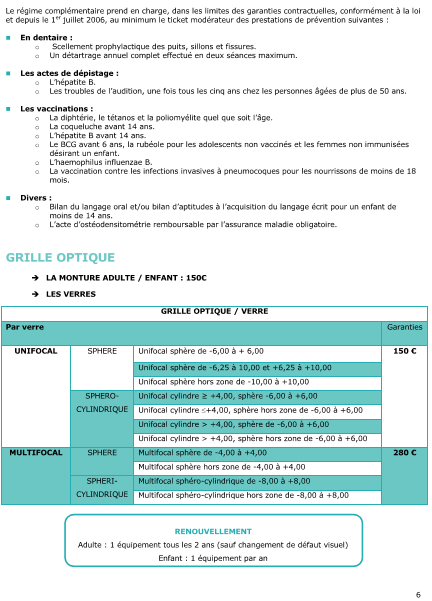 Le régime complémentaire prend en charge, dans les limites des garanties contractuelles, conformément à la loi
et depuis le 1er juillet 2006, au minimum le ticket modérateur des prestations de prévention suivantes :
En dentaire :
o Scellement prophylactique des puits, sillons et fissures.
o Un détartrage annuel complet effectué en deux séances maximum.
Les actes de dépistage :
o L'hépatite B.
o Les troubles de l'audition, une fois tous les cinq ans chez les personnes âgées de plus de 50 ans.
Les vaccinations :
o La diphtérie, le tétanos et la poliomyélite quel que soit l'âge.
o La coqueluche avant 14 ans.
o L'hépatite B avant 14 ans.
o Le BCG avant 6 ans, la rubéole pour les adolescents non vaccinés et les femmes non immunisées
désirant un enfant.
o L'haemophilus influenzae B.
o La vaccination contre les infections invasives à pneumocoques pour les nourrissons de moins de 18
mois.
Divers :
o Bilan du langage oral et/ou bilan d'aptitudes à l'acquisition du langage écrit pour un enfant de
moins de 14 ans.
o L'acte d'ostéodensitométrie remboursable par l'assurance maladie obligatoire.
GRILLE OPTIQUE
➔ LA MONTURE ADULTE / ENFANT : 150€
➔ LES VERRES
GRILLE OPTIQUE / VERRE
Par verre Garanties
UNIFOCAL SPHERE Unifocal sphère de -6,00 à + 6,00 150 €
Unifocal sphère de -6,25 à 10,00 et +6,25 à +10,00
Unifocal sphère hors zone de -10,00 à +10,00
SPHERO- Unifocal cylindre ≥ +4,00, sphère -6,00 à +6,00
CYLINDRIQUE Unifocal cylindre ≤+4,00, sphère hors zone de -6,00 à +6,00
Unifocal cylindre > +4,00, sphère de -6,00 à +6,00
Unifocal cylindre > +4,00, sphère hors zone de -6,00 à +6,00
MULTIFOCAL SPHERE Multifocal sphère de -4,00 à +4,00 280 €
Multifocal sphère hors zone de -4,00 à +4,00
SPHERI- Multifocal sphéro-cylindrique de -8,00 à +8,00
CYLINDRIQUE Multifocal sphéro-cylindrique hors zone de -8,00 à +8,00
RENOUVELLEMENT
Adulte : 1 équipement tous les 2 ans (sauf changement de défaut visuel)
Enfant : 1 équipement par an
6